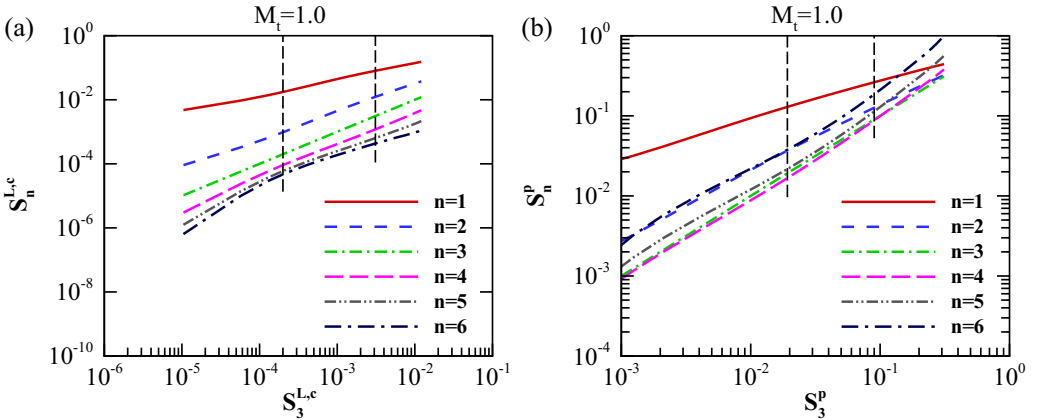 (a)
M_t=1.0
S_n^{L,c}
10^0
10^-2
10^-4
10^-6
10^-8
10^-10
n=1
n=2
n=3
n=4
n=5
n=6
10^-6 10^-5 10^-4 10^-3 10^-2 10^-1
S_3^{L,c}
(b)
M_t=1.0
S_n^p
10^0
10^-1
10^-2
10^-3
10^-4
n=1
n=2
n=3
n=4
n=5
n=6
10^-3 10^-2 10^-1 10^0
S_3^p